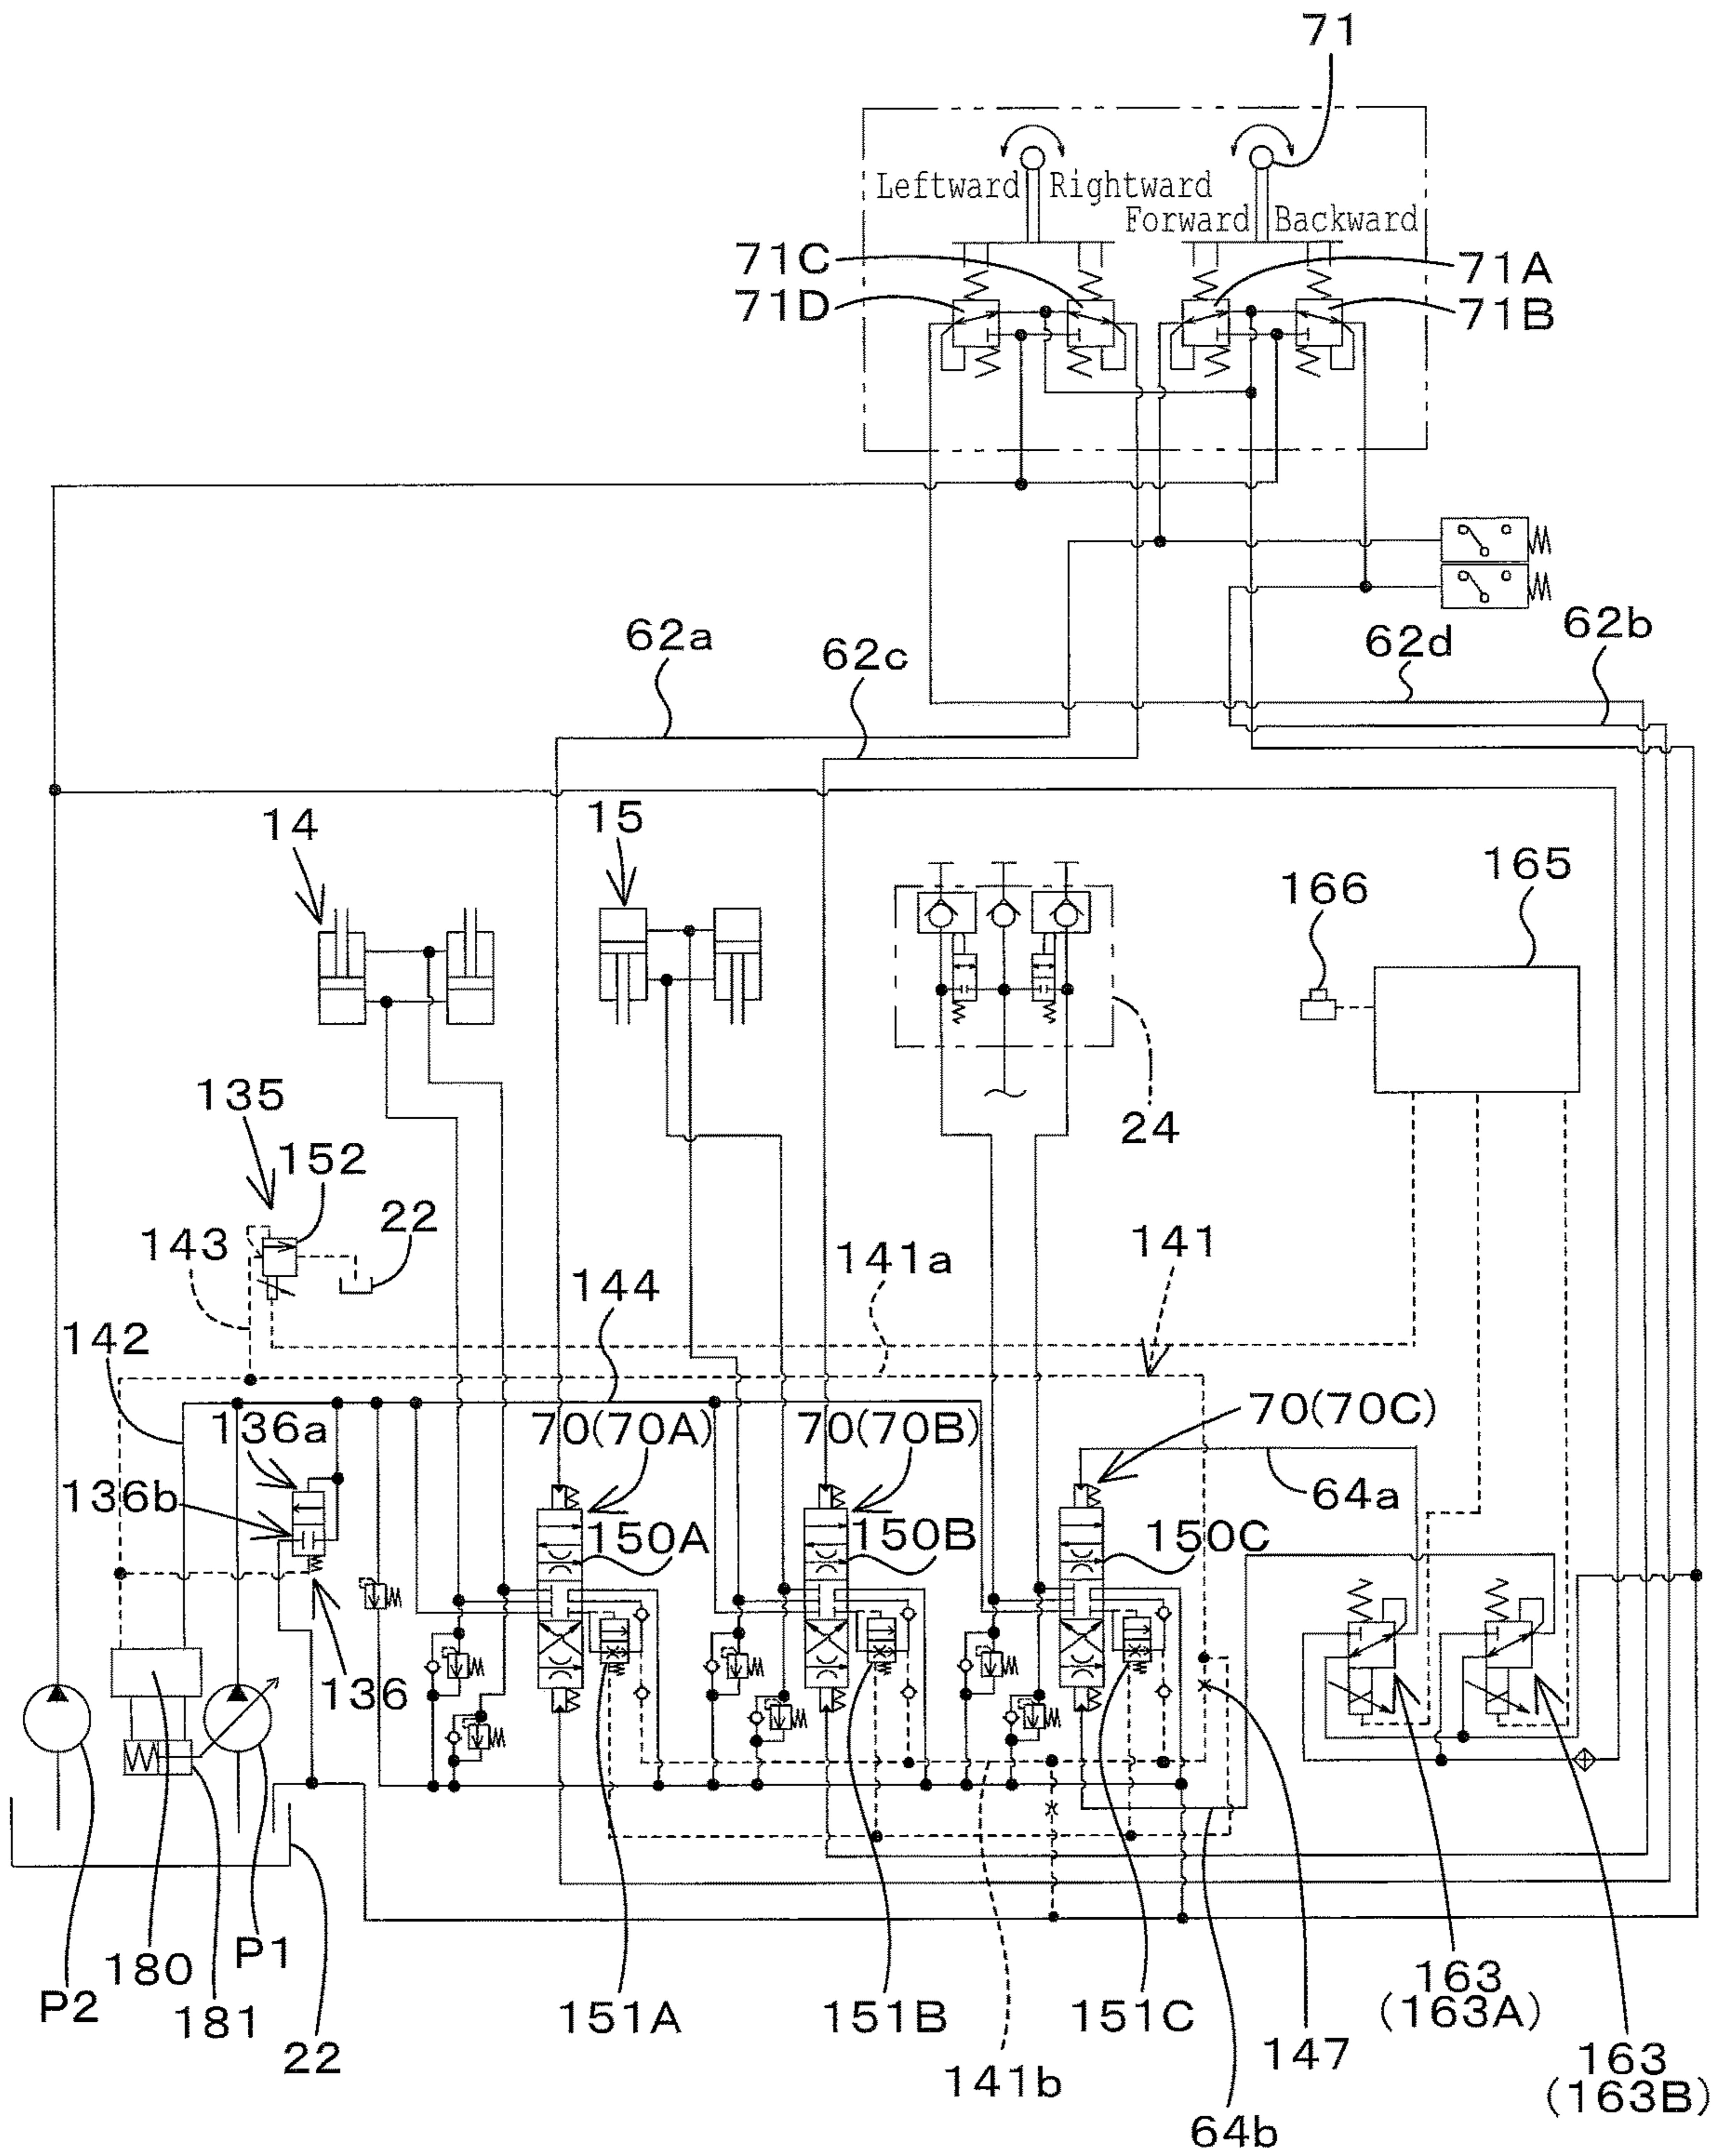 71
Leftward Rightward
Forward Backward
71C
71A
71D
71B
62a
62c
62d
62b
14
15
166
165
135
152
24
143
22
141a
141
144
142
136a
70(70A)
70(70B)
70(70C)
136b
64a
150A
150B
150C
136
P2
180
P1
181
22
151A
151B
151C
141b
147
64b
163
(163A)
163
(163B)